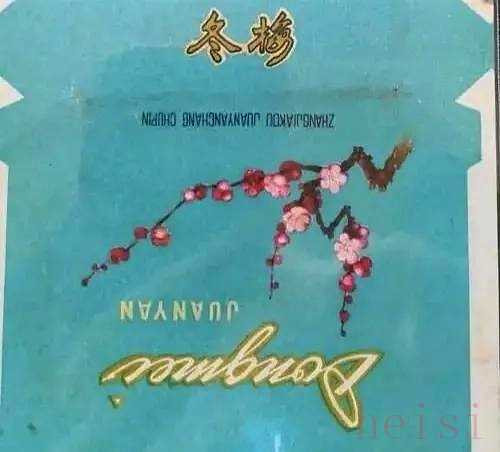 冬梅
Dongmei
JUANYAN
ZHANGJIAKOU JUANYANCHANG CHUPIN
heisi